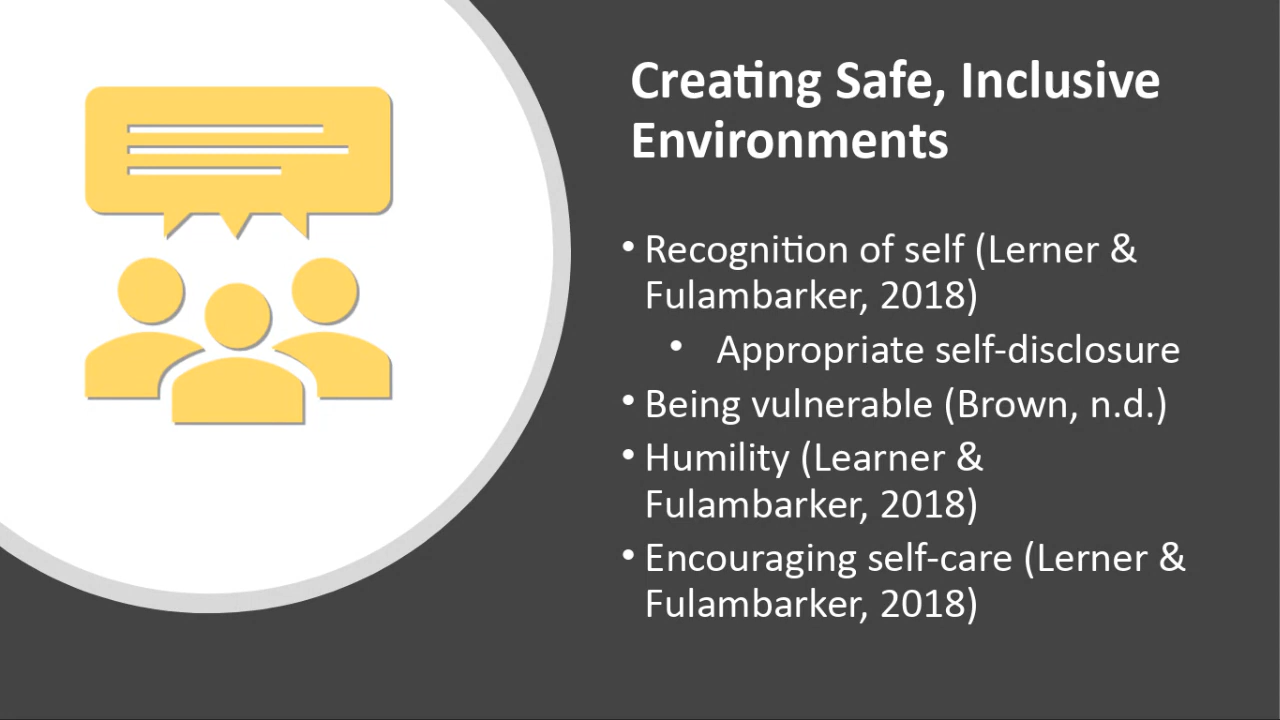 Creating Safe, Inclusive
Environments
• Recognition of self (Lerner &
Fulambarker, 2018)
• Appropriate self-disclosure
• Being vulnerable (Brown, n.d.)
• Humility (Learner &
Fulambarker, 2018)
• Encouraging self-care (Lerner &
Fulambarker, 2018)